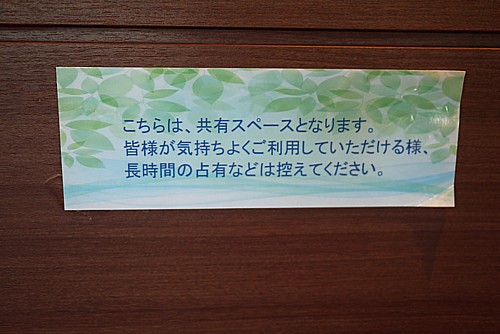 こちらは、共有スペースとなります。
皆様が気持ちよくご利用していただける様、
長時間の占有などは控えてください。